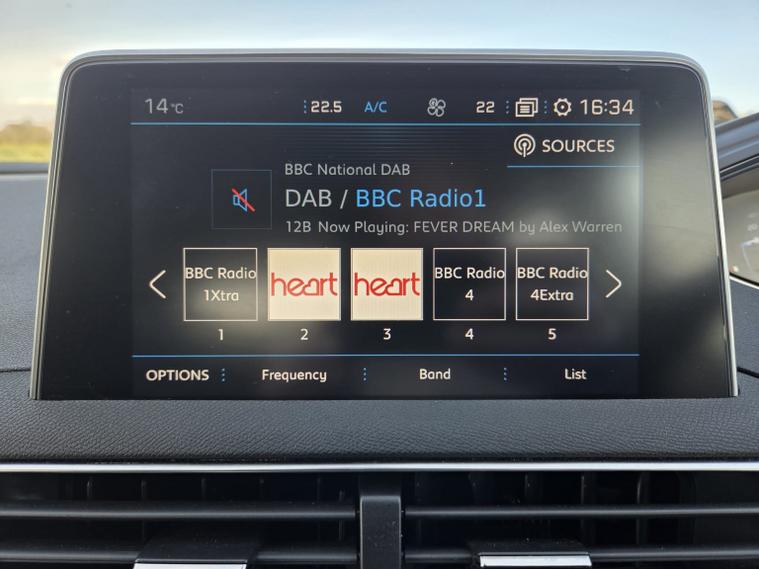 14°C 22.5 A/C 22 16:34
SOURCES
BBC National DAB
DAB / BBC Radio1
12B Now Playing: FEVER DREAM by Alex Warren
BBC Radio 1Xtra
heart
heart
BBC Radio 4
BBC Radio 4Extra
1 2 3 4 5
OPTIONS Frequency Band List